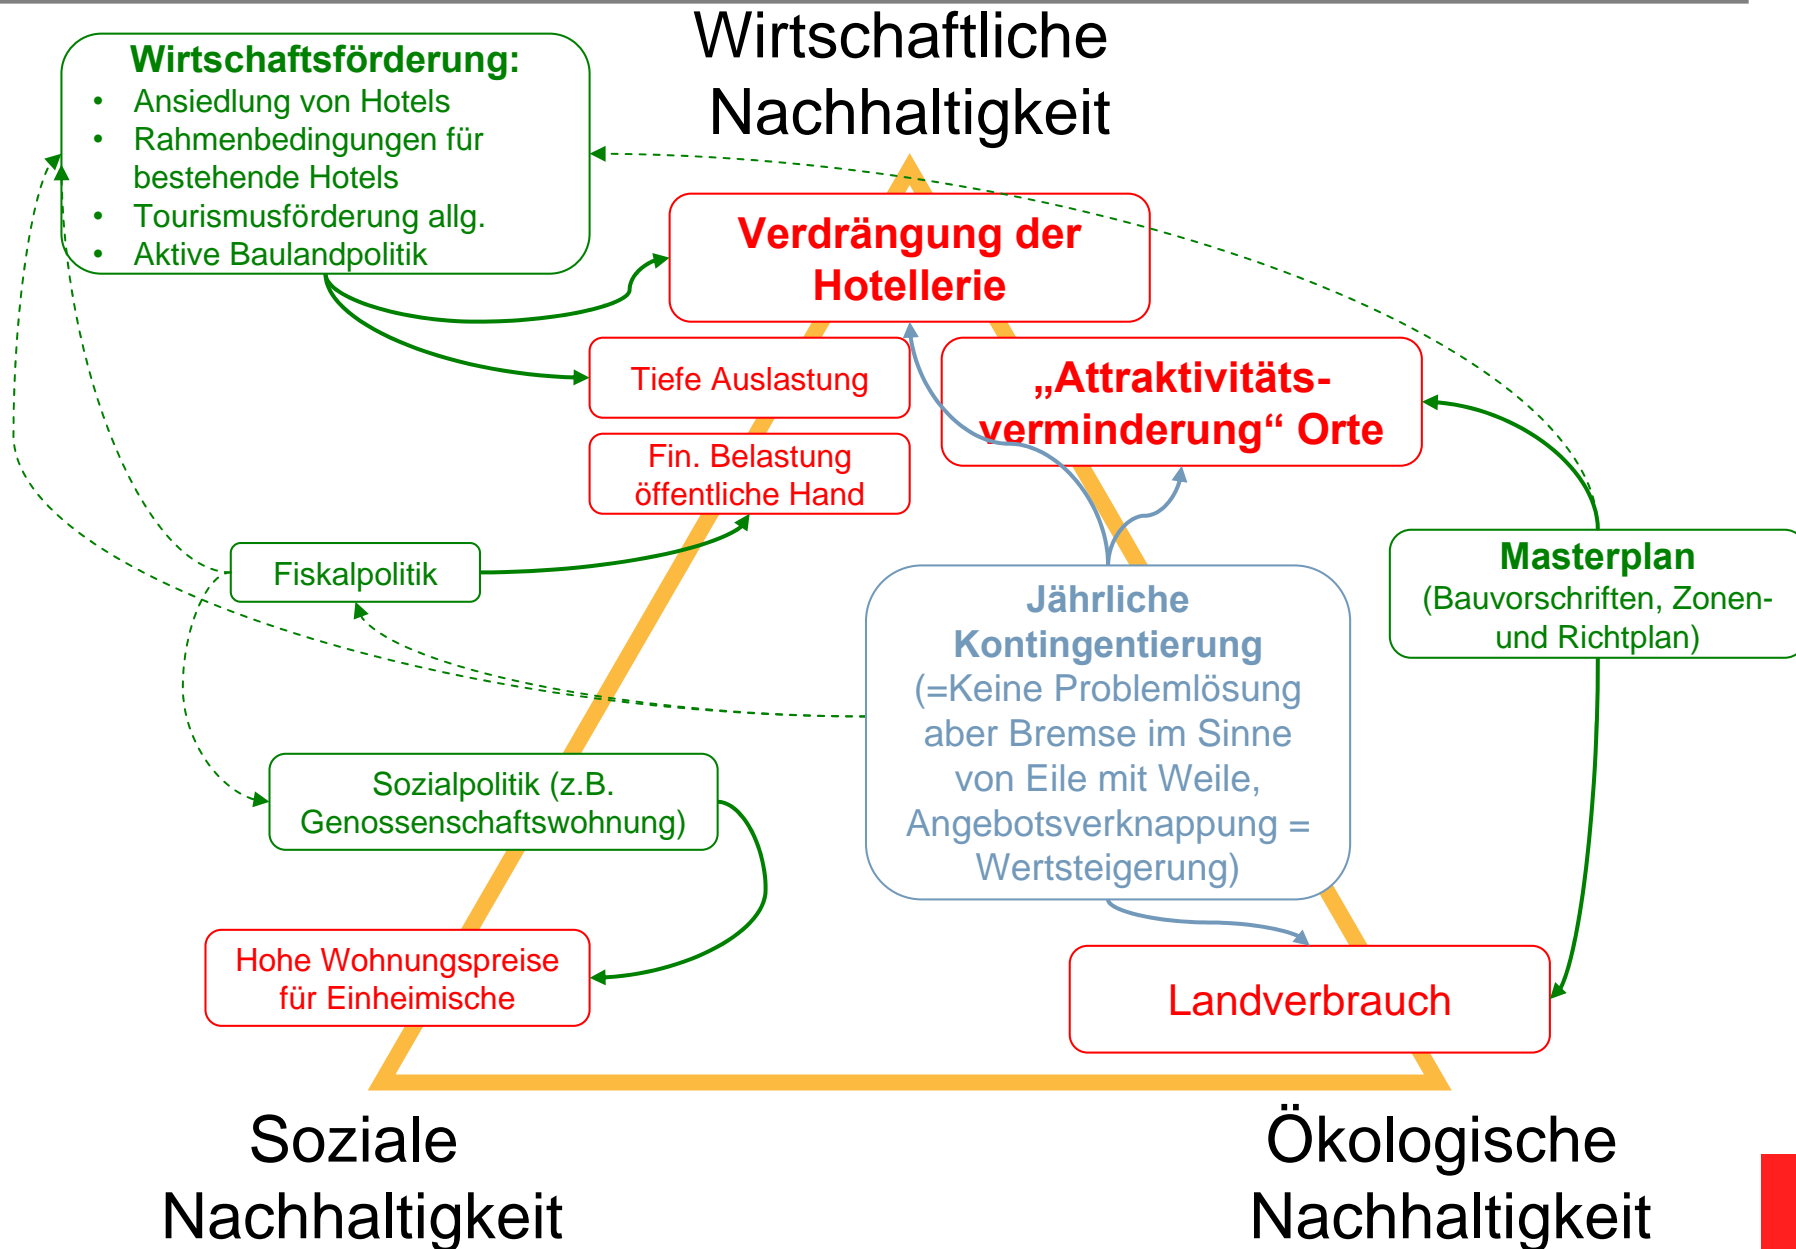 Wirtschaftliche
Nachhaltigkeit
Wirtschaftsförderung:
• Ansiedlung von Hotels
• Rahmenbedingungen für
bestehende Hotels
• Tourismusförderung allg.
• Aktive Baulandpolitik
Verdrängung der
Hotellerie
Tiefe Auslastung
„Attraktivitäts-
verminderung“ Orte
Fin. Belastung
öffentliche Hand
Fiskalpolitik
Masterplan
(Bauvorschriften, Zonen-
und Richtplan)
Jährliche
Kontingentierung
(=Keine Problemlösung
aber Bremse im Sinne
von Eile mit Weile,
Angebotsverknappung =
Wertsteigerung)
Sozialpolitik (z.B.
Genossenschaftswohnung)
Hohe Wohnungspreise
für Einheimische
Landverbrauch
Soziale
Nachhaltigkeit
Ökologische
Nachhaltigkeit